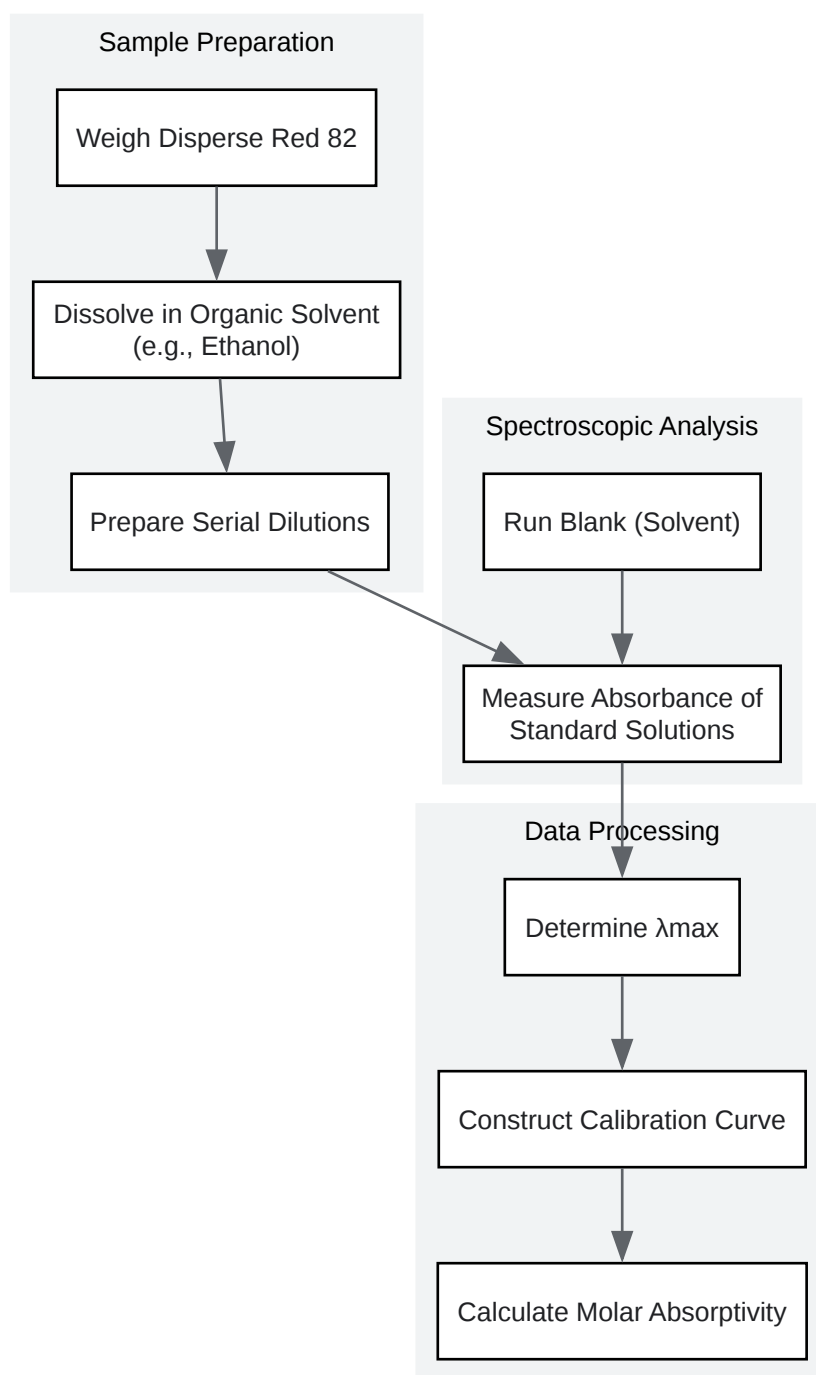 Sample Preparation
Weigh Disperse Red 82
Dissolve in Organic Solvent
(e.g., Ethanol)
Prepare Serial Dilutions
Spectroscopic Analysis
Run Blank (Solvent)
Measure Absorbance of
Standard Solutions
Data Processing
Determine λmax
Construct Calibration Curve
Calculate Molar Absorptivity